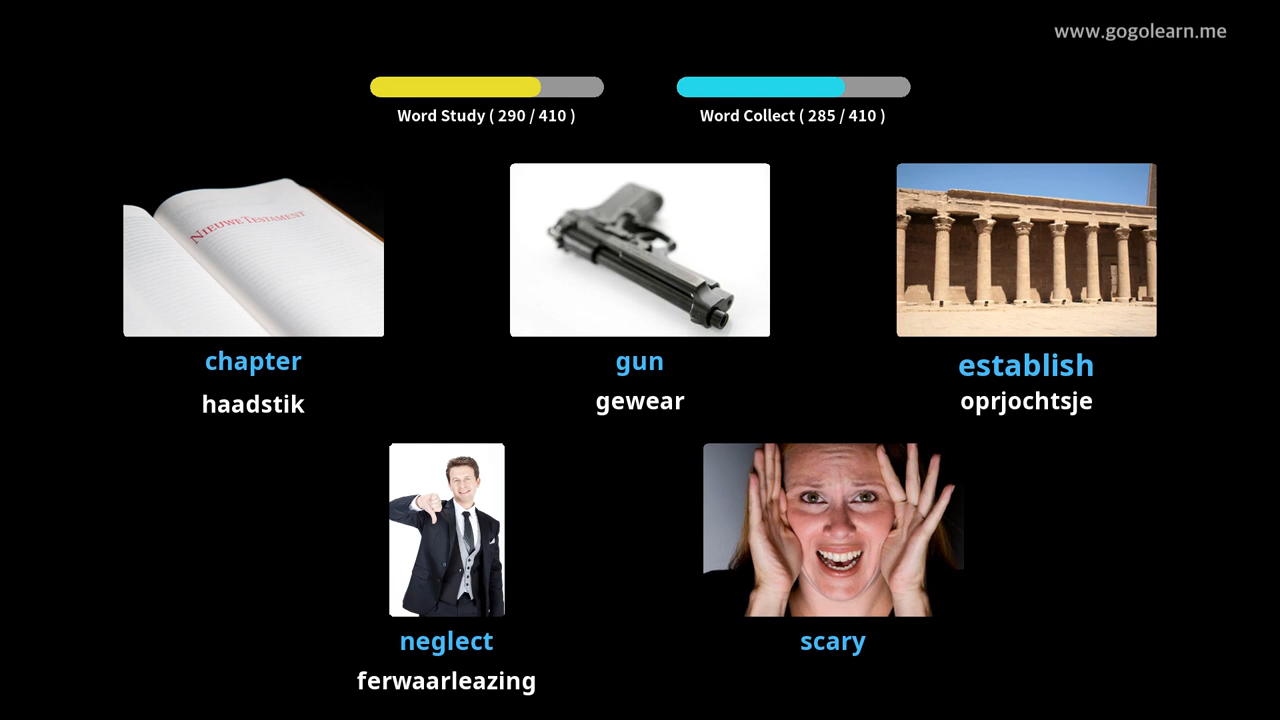 www.gogolearn.me
Word Study ( 290 / 410 )
Word Collect ( 285 / 410 )
NIEUWE TESTAMENT
chapter
haadstik
gun
gewear
establish
oprjochtsje
neglect
ferwaarleazing
scary